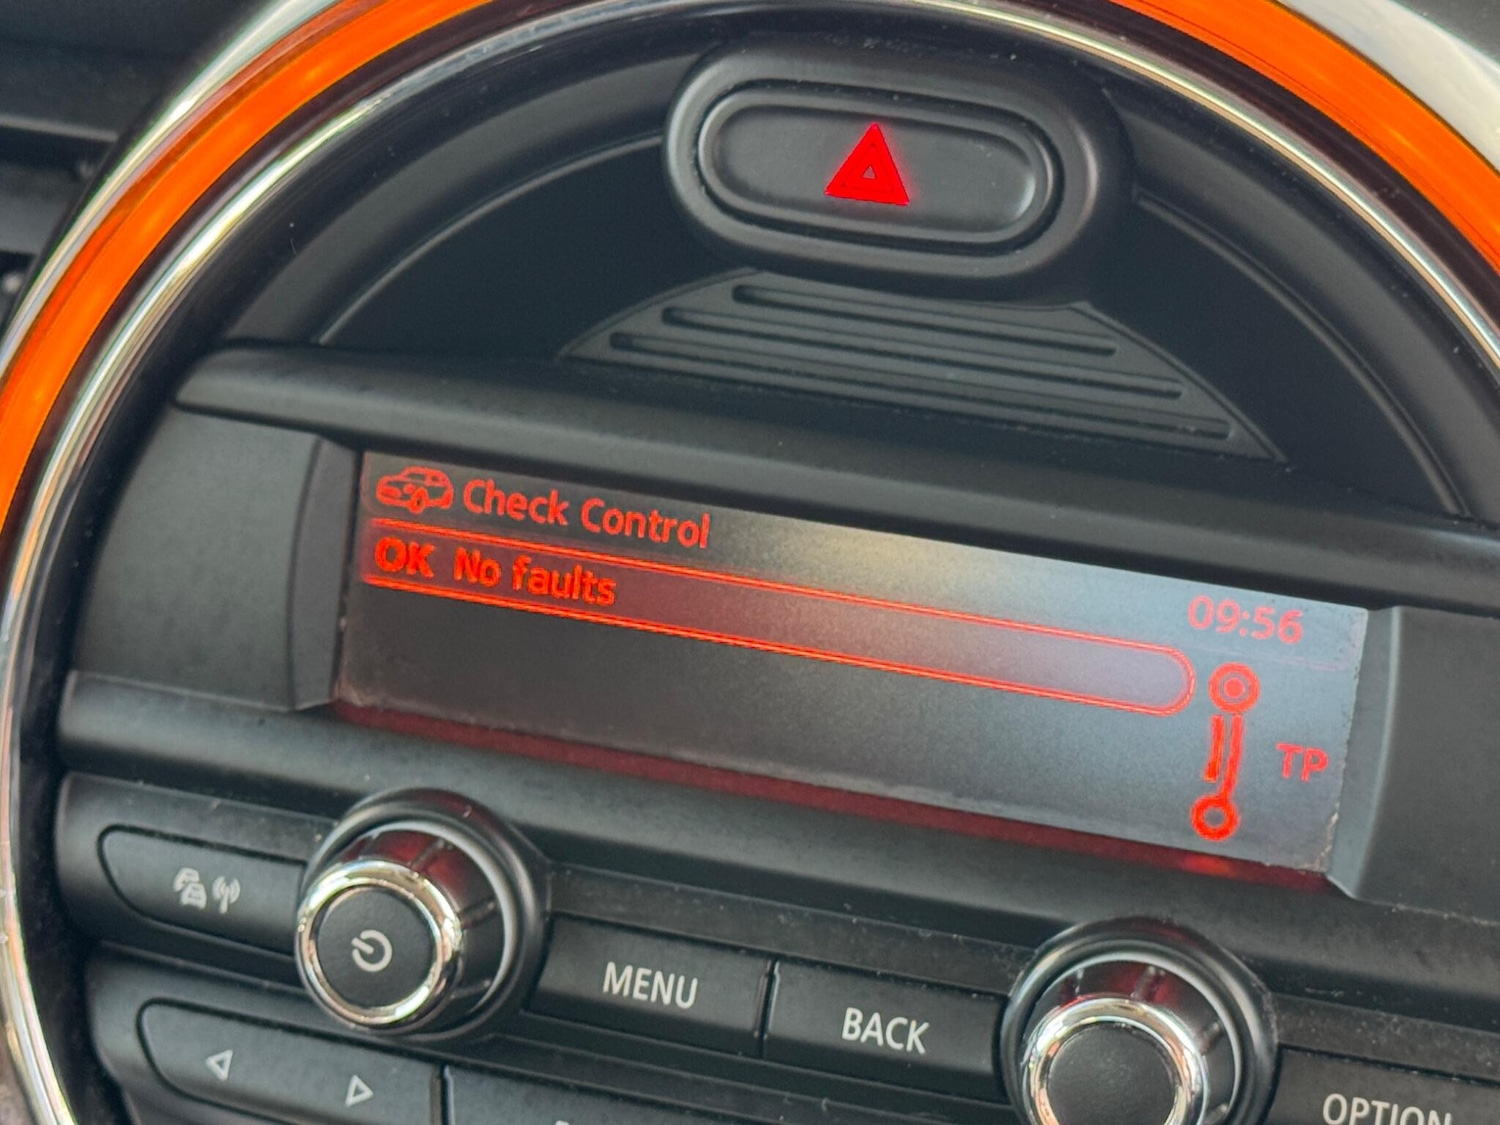 Check Control
OK No faults
09:56
TP
MENU
BACK
OPTION